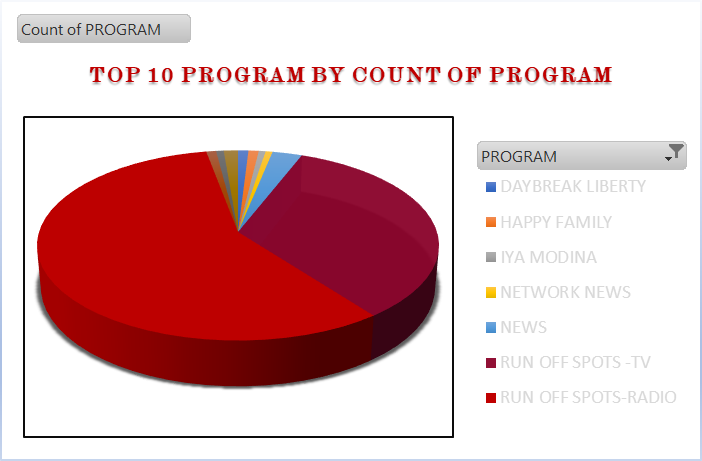 Count of PROGRAM
TOP 10 PROGRAM BY COUNT OF PROGRAM
PROGRAM
DAYBREAK LIBERTY
HAPPY FAMILY
IYA MODINA
NETWORK NEWS
NEWS
RUN OFF SPOTS -TV
RUN OFF SPOTS-RADIO